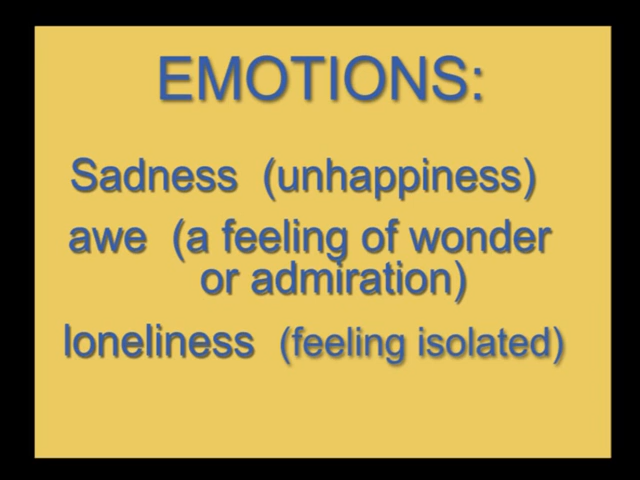 EMOTIONS:
Sadness (unhappiness)
awe (a feeling of wonder
or admiration)
loneliness (feeling isolated)